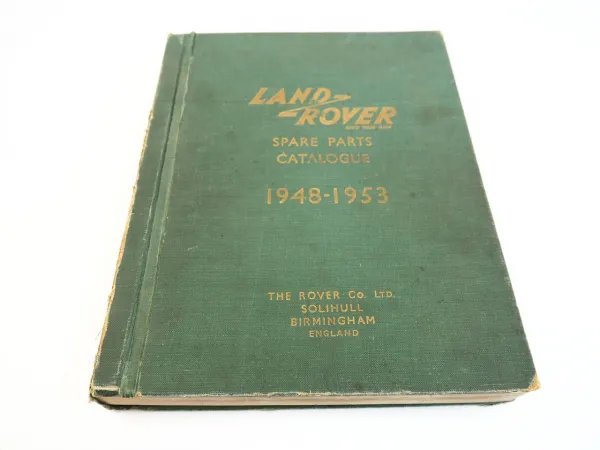 LAND
ROVER
SPARE PARTS
CATALOGUE
1948-1953
THE ROVER Co. LTD.
SOLIHULL
BIRMINGHAM
ENGLAND